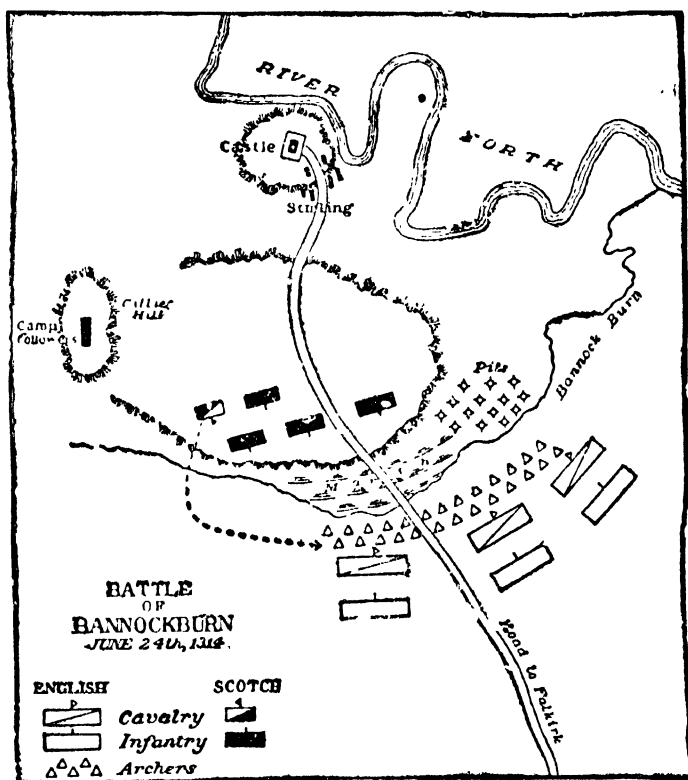 RIVER
FORTH
Castle
Stirling
Gillies
Hill
Camp
Pits
Bannock Burn
BATTLE
OF
BANNOCKBURN
JUNE 24th, 1314.
Road to Falkirk
ENGLISH SCOTCH
Cavalry
Infantry
Archers